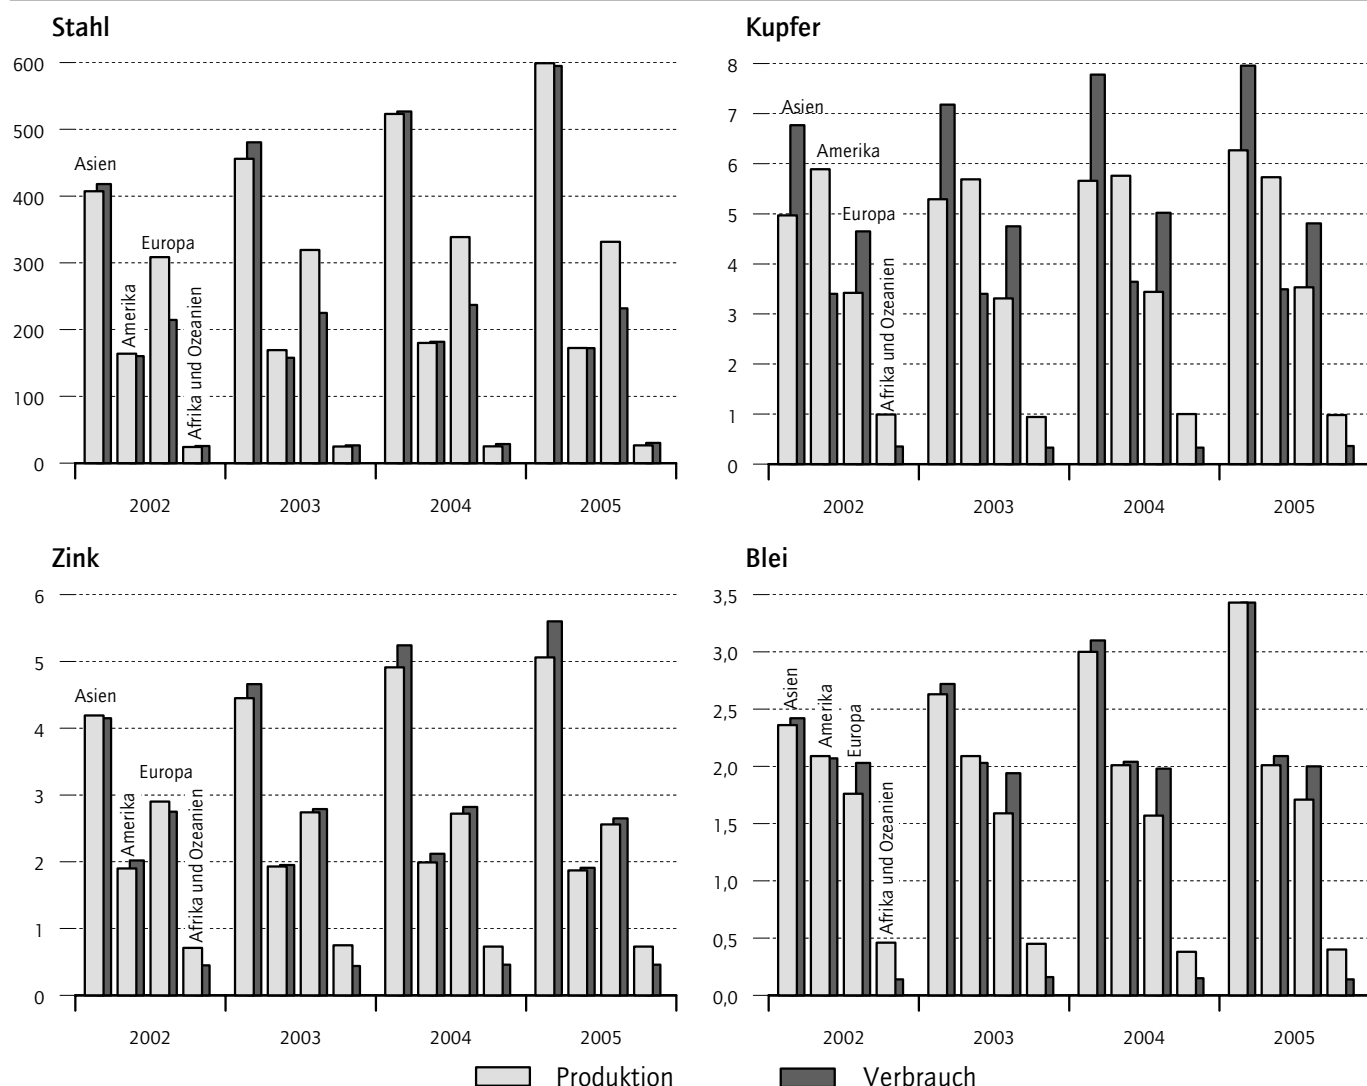 Stahl
600
500
400
300
200
100
0
Asien
Amerika
Europa
Afrika und Ozeanien
2002
2003
2004
2005
Kupfer
8
7
6
5
4
3
2
1
0
Asien
Amerika
Europa
Afrika und Ozeanien
2002
2003
2004
2005
Zink
6
5
4
3
2
1
0
Asien
Amerika
Europa
Afrika und Ozeanien
2002
2003
2004
2005
Blei
3,5
3,0
2,5
2,0
1,5
1,0
0,5
0,0
Asien
Amerika
Europa
Afrika und Ozeanien
2002
2003
2004
2005
Produktion
Verbrauch